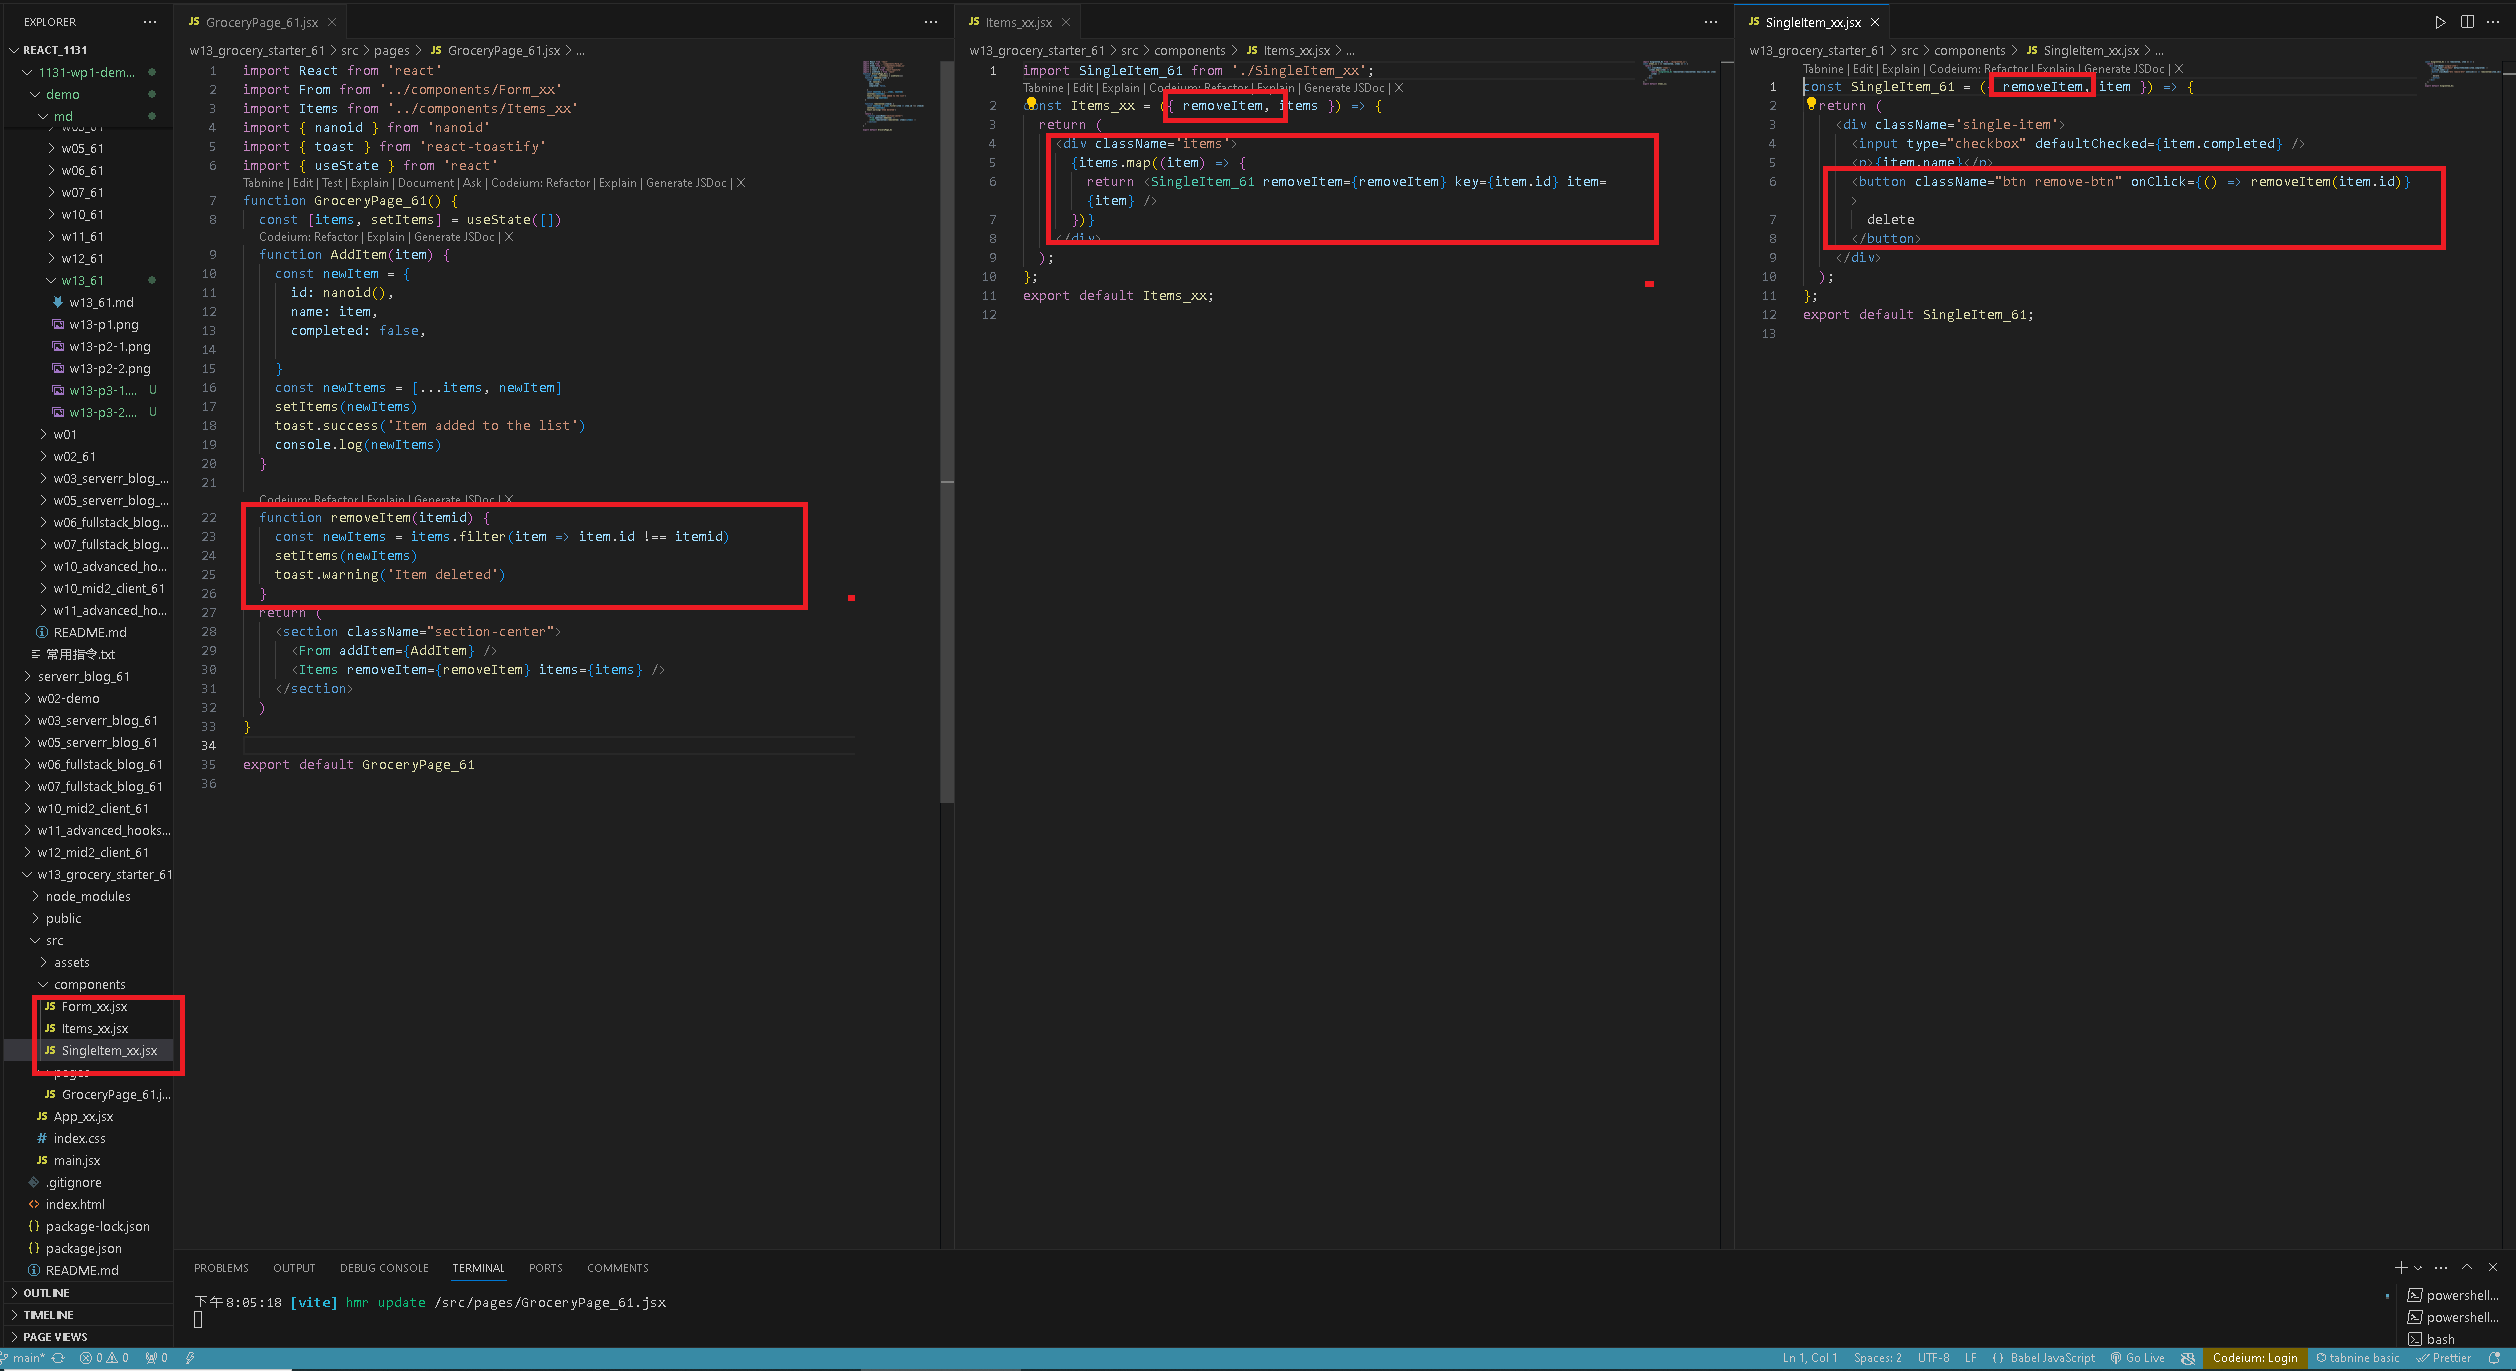 EXPLORER
REACT_1131
1131-wp1-dem...
demo
md
w05_61
w06_61
w07_61
w10_61
w11_61
w12_61
w13_61
w13_61.md
w13-p1.png
w13-p2-1.png
w13-p2-2.png
w13-p3-1.... U
w13-p3-2.... U
w01
w02_61
w03_serverr_blog_...
w05_serverr_blog_...
w06_fullstack_blog...
w07_fullstack_blog...
w10_advanced_ho...
w10_mid2_client_61
w11_advanced_ho...
README.md
常用指令.txt
serverr_blog_61
w02-demo
w03_serverr_blog_61
w05_serverr_blog_61
w06_fullstack_blog_61
w07_fullstack_blog_61
w10_mid2_client_61
w11_advanced_hooks...
w12_mid2_client_61
w13_grocery_starter_61
node_modules
public
src
assets
components
JS Form_xx.jsx
JS Items_xx.jsx
JS SingleItem_xx.jsx
pages
JS GroceryPage_61.j...
JS App_xx.jsx
# index.css
JS main.jsx
.gitignore
<> index.html
{} package-lock.json
{} package.json
README.md
OUTLINE
TIMELINE
PAGE VIEWS
JS GroceryPage_61.jsx
w13_grocery_starter_61 > src > pages > JS GroceryPage_61.jsx > ...
1 import React from 'react'
2 import From from '../components/Form_xx'
3 import Items from '../components/Items_xx'
4 import { nanoid } from 'nanoid'
5 import { toast } from 'react-toastify'
6 import { useState } from 'react'
Tabnine | Edit | Test | Explain | Document | Ask | Codeium: Refactor | Explain | Generate JSDoc | X
7 function GroceryPage_61() {
8 const [items, setItems] = useState([])
Codeium: Refactor | Explain | Generate JSDoc | X
9 function AddItem(item) {
10 const newItem = {
11 id: nanoid(),
12 name: item,
13 completed: false,
14
15 }
16 const newItems = [...items, newItem]
17 setItems(newItems)
18 toast.success('Item added to the list')
19 console.log(newItems)
20 }
21
Codeium: Refactor | Explain | Generate JSDoc | X
22 function removeItem(itemid) {
23 const newItems = items.filter(item => item.id !== itemid)
24 setItems(newItems)
25 toast.warning('Item deleted')
26 }
27 return (
28 <section className="section-center">
29 <From addItem={AddItem} />
30 <Items removeItem={removeItem} items={items} />
31 </section>
32 )
33 }
34
35 export default GroceryPage_61
36
JS Items_xx.jsx
w13_grocery_starter_61 > src > components > JS Items_xx.jsx > ...
1 import SingleItem_61 from './SingleItem_xx';
Tabnine | Edit | Explain | Codeium: Refactor | Explain | Generate JSDoc | X
2 const Items_xx = ({ removeItem, items }) => {
3 return (
4 <div className='items'>
5 {items.map((item) => {
6 return <SingleItem_61 removeItem={removeItem} key={item.id} item=
{item} />
7 })}
8 </div>
9 );
10 };
11 export default Items_xx;
12
JS SingleItem_xx.jsx
w13_grocery_starter_61 > src > components > JS SingleItem_xx.jsx > ...
Tabnine | Edit | Explain | Codeium: Refactor | Explain | Generate JSDoc | X
1 const SingleItem_61 = ({ removeItem, item }) => {
2 return (
3 <div className='single-item'>
4 <input type="checkbox" defaultChecked={item.completed} />
5 <p>{item.name}</p>
6 <button className="btn remove-btn" onClick={() => removeItem(item.id)}
>
7 delete
8 </button>
9 </div>
10 );
11 };
12 export default SingleItem_61;
13
PROBLEMS OUTPUT DEBUG CONSOLE TERMINAL PORTS COMMENTS
下午8:05:18 [vite] hmr update /src/pages/GroceryPage_61.jsx
powershell...
powershell...
bash
main* 0 0 0 Ln 1, Col 1 Spaces: 2 UTF-8 LF {} Babel JavaScript Go Live Codeium: Login tabnine basic Prettier